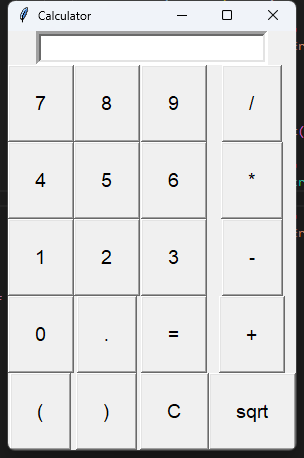 Calculator
7 8 9 /
4 5 6 *
1 2 3 -
0 . = +
( ) C sqrt